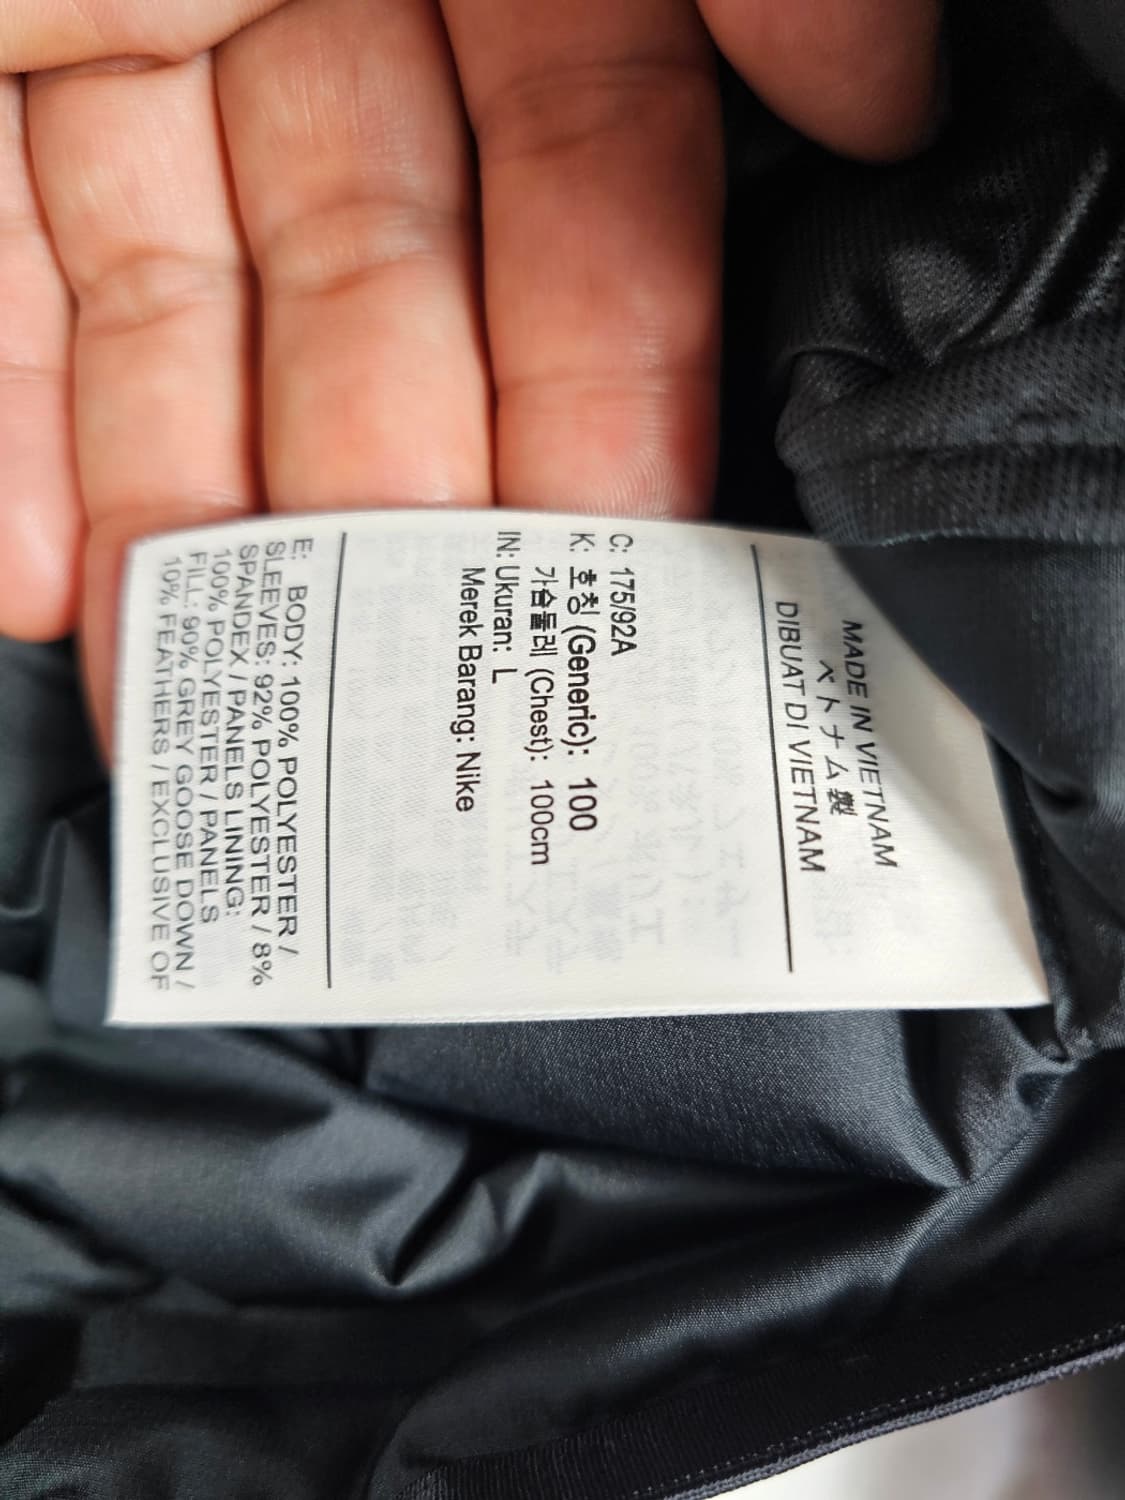 MADE IN VIETNAM
ベトナム製
DIBUAT DI VIETNAM
C: 175/92A
K: 호칭 (Generic): 100
가슴둘레 (Chest): 100cm
IN: Ukuran: L
Merek Barang: Nike
E: BODY: 100% POLYESTER /
SLEEVES: 92% POLYESTER / 8%
SPANDEX / PANELS LINING:
100% POLYESTER / PANELS
FILL: 90% GREY GOOSE DOWN /
10% FEATHERS / EXCLUSIVE OF